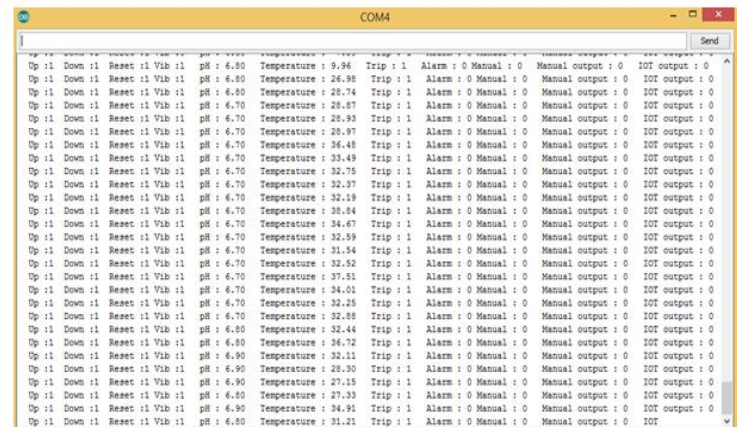 COM4
Send
Up :1 Down :1 Reset :1 Vib :1 pH : 6.80 Temperature : 9.96 Trip : 1 Alarm : 0 Manual : 0 Manual output : 0 IOT output : 0
Up :1 Down :1 Reset :1 Vib :1 pH : 6.80 Temperature : 26.98 Trip : 1 Alarm : 0 Manual : 0 Manual output : 0 IOT output : 0
Up :1 Down :1 Reset :1 Vib :1 pH : 6.80 Temperature : 28.74 Trip : 1 Alarm : 0 Manual : 0 Manual output : 0 IOT output : 0
Up :1 Down :1 Reset :1 Vib :1 pH : 6.70 Temperature : 28.87 Trip : 1 Alarm : 0 Manual : 0 Manual output : 0 IOT output : 0
Up :1 Down :1 Reset :1 Vib :1 pH : 6.70 Temperature : 28.93 Trip : 1 Alarm : 0 Manual : 0 Manual output : 0 IOT output : 0
Up :1 Down :1 Reset :1 Vib :1 pH : 6.70 Temperature : 28.97 Trip : 1 Alarm : 0 Manual : 0 Manual output : 0 IOT output : 0
Up :1 Down :1 Reset :1 Vib :1 pH : 6.70 Temperature : 36.48 Trip : 1 Alarm : 0 Manual : 0 Manual output : 0 IOT output : 0
Up :1 Down :1 Reset :1 Vib :1 pH : 6.70 Temperature : 33.49 Trip : 1 Alarm : 0 Manual : 0 Manual output : 0 IOT output : 0
Up :1 Down :1 Reset :1 Vib :1 pH : 6.70 Temperature : 32.75 Trip : 1 Alarm : 0 Manual : 0 Manual output : 0 IOT output : 0
Up :1 Down :1 Reset :1 Vib :1 pH : 6.70 Temperature : 32.37 Trip : 1 Alarm : 0 Manual : 0 Manual output : 0 IOT output : 0
Up :1 Down :1 Reset :1 Vib :1 pH : 6.70 Temperature : 32.19 Trip : 1 Alarm : 0 Manual : 0 Manual output : 0 IOT output : 0
Up :1 Down :1 Reset :1 Vib :1 pH : 6.70 Temperature : 38.84 Trip : 1 Alarm : 0 Manual : 0 Manual output : 0 IOT output : 0
Up :1 Down :1 Reset :1 Vib :1 pH : 6.70 Temperature : 34.67 Trip : 1 Alarm : 0 Manual : 0 Manual output : 0 IOT output : 0
Up :1 Down :1 Reset :1 Vib :1 pH : 6.70 Temperature : 32.59 Trip : 1 Alarm : 0 Manual : 0 Manual output : 0 IOT output : 0
Up :1 Down :1 Reset :1 Vib :1 pH : 6.70 Temperature : 31.54 Trip : 1 Alarm : 0 Manual : 0 Manual output : 0 IOT output : 0
Up :1 Down :1 Reset :1 Vib :1 pH : 6.70 Temperature : 32.52 Trip : 1 Alarm : 0 Manual : 0 Manual output : 0 IOT output : 0
Up :1 Down :1 Reset :1 Vib :1 pH : 6.70 Temperature : 37.51 Trip : 1 Alarm : 0 Manual : 0 Manual output : 0 IOT output : 0
Up :1 Down :1 Reset :1 Vib :1 pH : 6.70 Temperature : 34.01 Trip : 1 Alarm : 0 Manual : 0 Manual output : 0 IOT output : 0
Up :1 Down :1 Reset :1 Vib :1 pH : 6.70 Temperature : 32.25 Trip : 1 Alarm : 0 Manual : 0 Manual output : 0 IOT output : 0
Up :1 Down :1 Reset :1 Vib :1 pH : 6.70 Temperature : 32.88 Trip : 1 Alarm : 0 Manual : 0 Manual output : 0 IOT output : 0
Up :1 Down :1 Reset :1 Vib :1 pH : 6.80 Temperature : 32.44 Trip : 1 Alarm : 0 Manual : 0 Manual output : 0 IOT output : 0
Up :1 Down :1 Reset :1 Vib :1 pH : 6.80 Temperature : 36.72 Trip : 1 Alarm : 0 Manual : 0 Manual output : 0 IOT output : 0
Up :1 Down :1 Reset :1 Vib :1 pH : 6.90 Temperature : 32.11 Trip : 1 Alarm : 0 Manual : 0 Manual output : 0 IOT output : 0
Up :1 Down :1 Reset :1 Vib :1 pH : 6.90 Temperature : 28.30 Trip : 1 Alarm : 0 Manual : 0 Manual output : 0 IOT output : 0
Up :1 Down :1 Reset :1 Vib :1 pH : 6.90 Temperature : 27.15 Trip : 1 Alarm : 0 Manual : 0 Manual output : 0 IOT output : 0
Up :1 Down :1 Reset :1 Vib :1 pH : 6.80 Temperature : 27.33 Trip : 1 Alarm : 0 Manual : 0 Manual output : 0 IOT output : 0
Up :1 Down :1 Reset :1 Vib :1 pH : 6.90 Temperature : 34.91 Trip : 1 Alarm : 0 Manual : 0 Manual output : 0 IOT output : 0
Up :1 Down :1 Reset :1 Vib :1 pH : 6.80 Temperature : 31.21 Trip : 1 Alarm : 0 Manual : 0 Manual output : 0 IOT